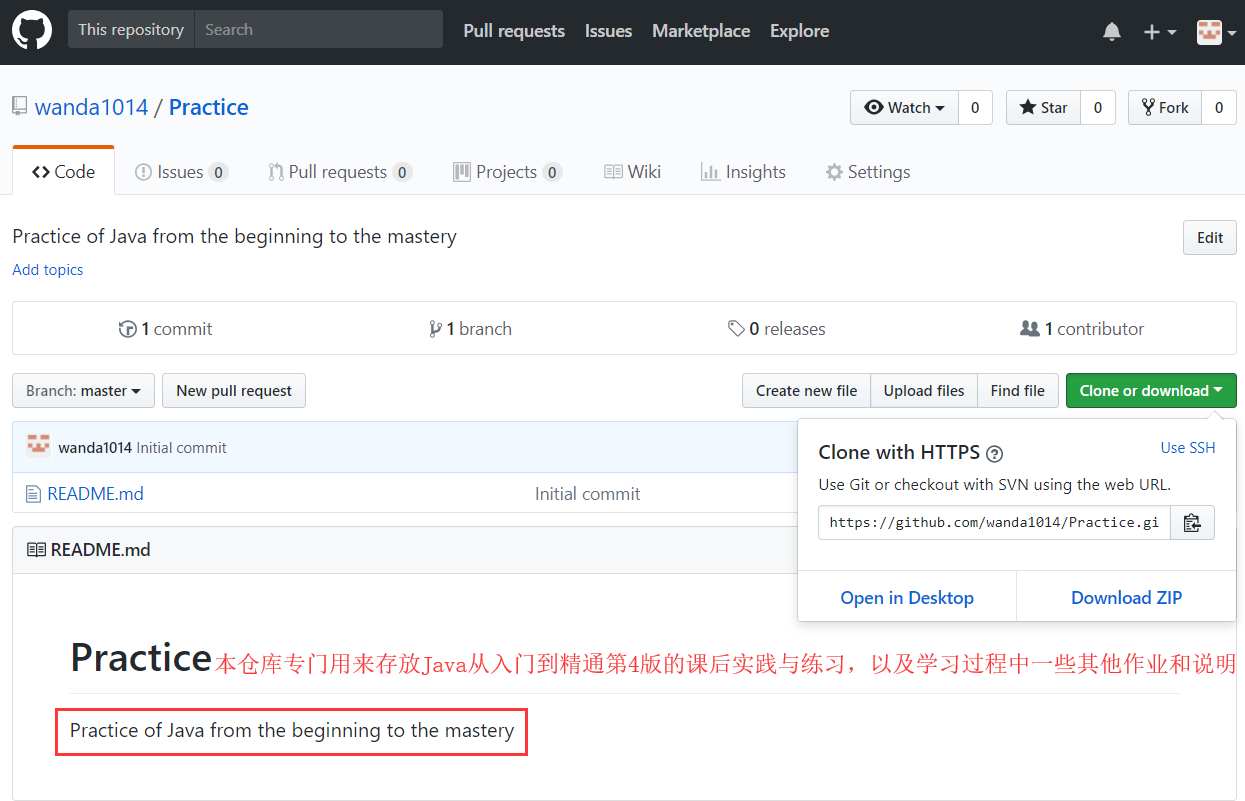 This repository Search Pull requests Issues Marketplace Explore
wanda1014 / Practice Watch 0 Star 0 Fork 0
Code Issues 0 Pull requests 0 Projects 0 Wiki Insights Settings
Practice of Java from the beginning to the mastery Edit
Add topics
1 commit 1 branch 0 releases 1 contributor
Branch: master New pull request Create new file Upload files Find file Clone or download
wanda1014 Initial commit
README.md Initial commit
Clone with HTTPS ? Use SSH
Use Git or checkout with SVN using the web URL.
https://github.com/wanda1014/Practice.gi
Open in Desktop Download ZIP
README.md
Practice 本仓库专门用来存放Java从入门到精通第4版的课后实践与练习，以及学习过程中一些其他作业和说明
Practice of Java from the beginning to the mastery